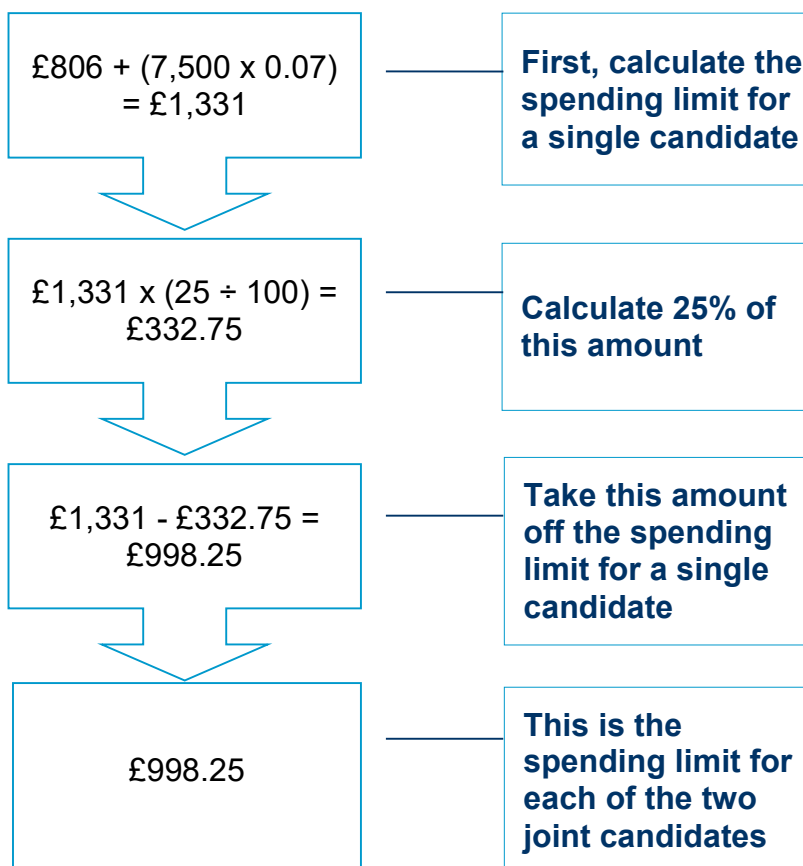 £806 + (7,500 x 0.07)
= £1,331
First, calculate the
spending limit for
a single candidate
£1,331 x (25 ÷ 100) =
£332.75
Calculate 25% of
this amount
£1,331 - £332.75 =
£998.25
Take this amount
off the spending
limit for a single
candidate
£998.25
This is the
spending limit for
each of the two
joint candidates